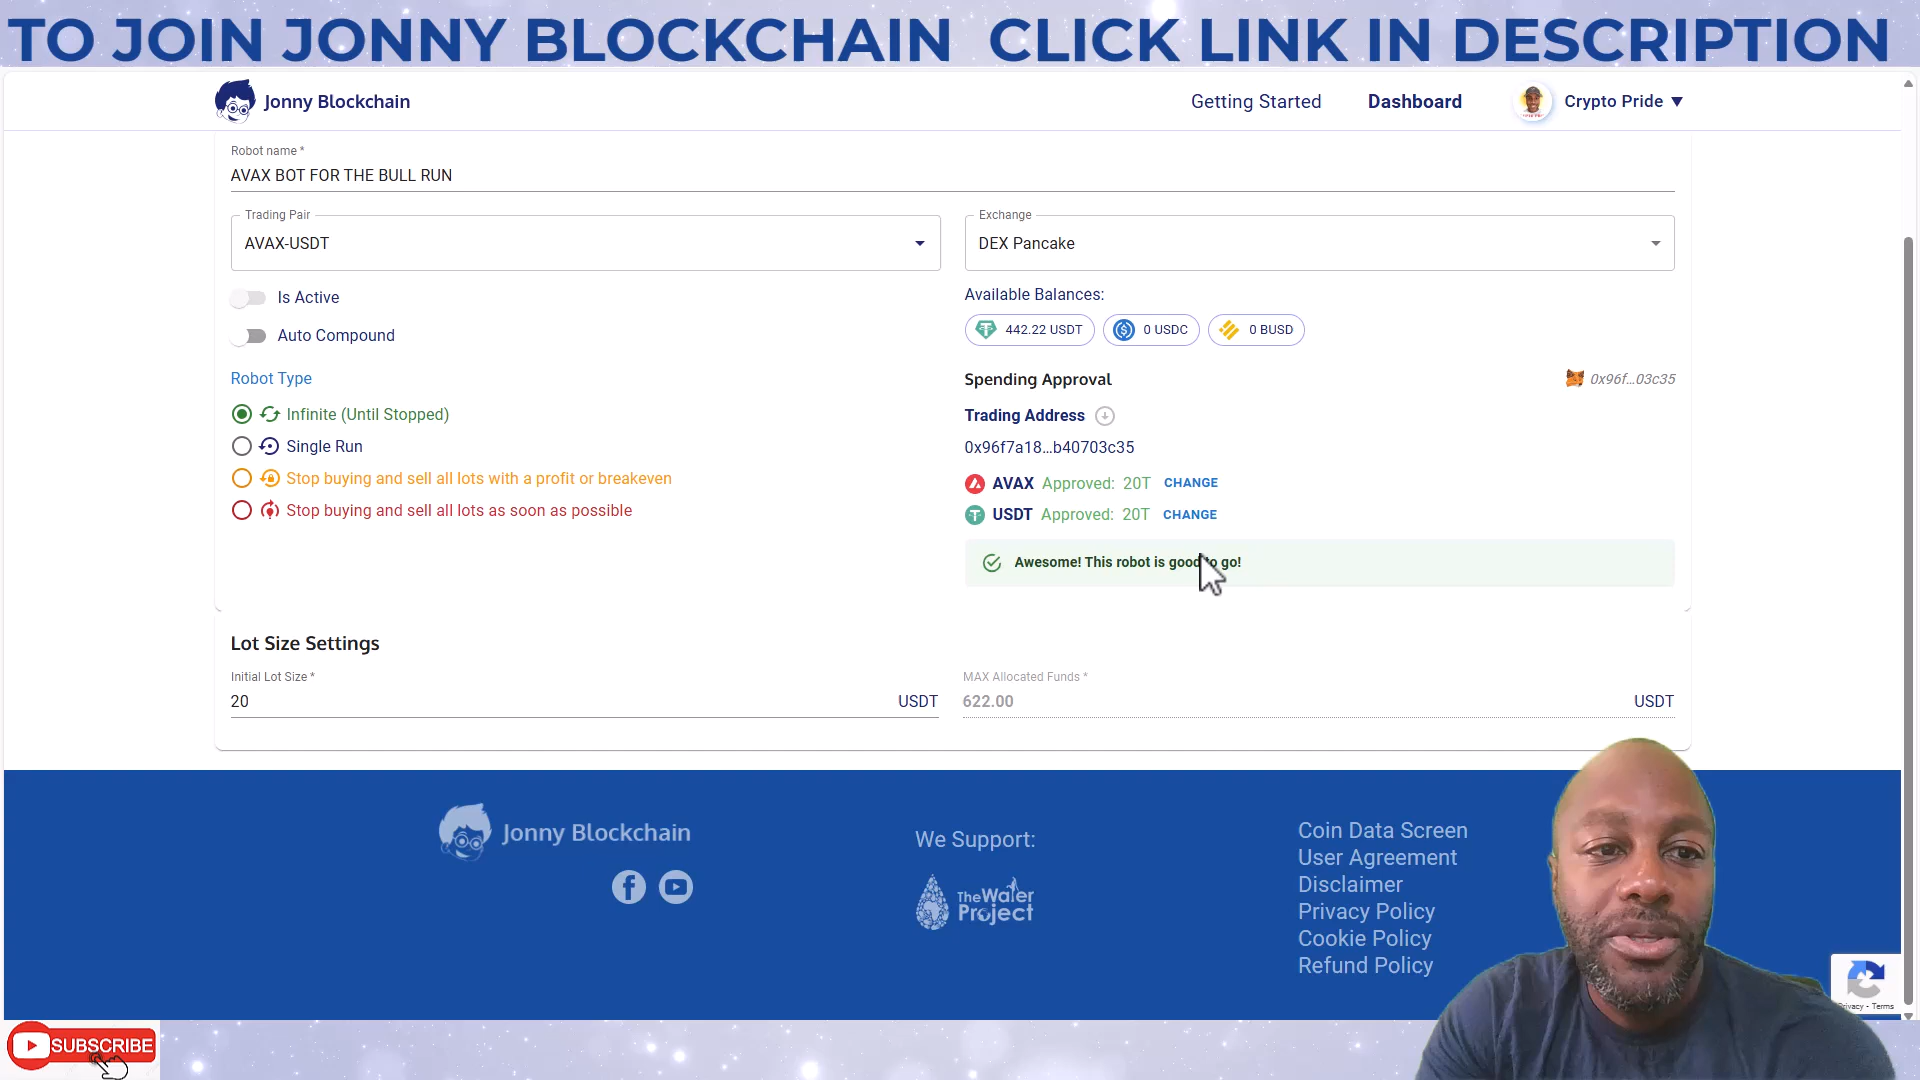 TO JOIN JONNY BLOCKCHAIN CLICK LINK IN DESCRIPTION
Jonny Blockchain
Getting Started
Dashboard
Crypto Pride
Robot name *
AVAX BOT FOR THE BULL RUN
Trading Pair
AVAX-USDT
Exchange
DEX Pancake
Is Active
Auto Compound
Available Balances:
442.22 USDT
0 USDC
0 BUSD
Robot Type
Infinite (Until Stopped)
Single Run
Stop buying and sell all lots with a profit or breakeven
Stop buying and sell all lots as soon as possible
Spending Approval
0x96f...03c35
Trading Address
0x96f7a18...b40703c35
AVAX Approved: 20T CHANGE
USDT Approved: 20T CHANGE
Awesome! This robot is good to go!
Lot Size Settings
Initial Lot Size *
20 USDT
MAX Allocated Funds *
622.00 USDT
Jonny Blockchain
We Support:
The Water
Project
Coin Data Screen
User Agreement
Disclaimer
Privacy Policy
Cookie Policy
Refund Policy
Privacy - Terms
SUBSCRIBE